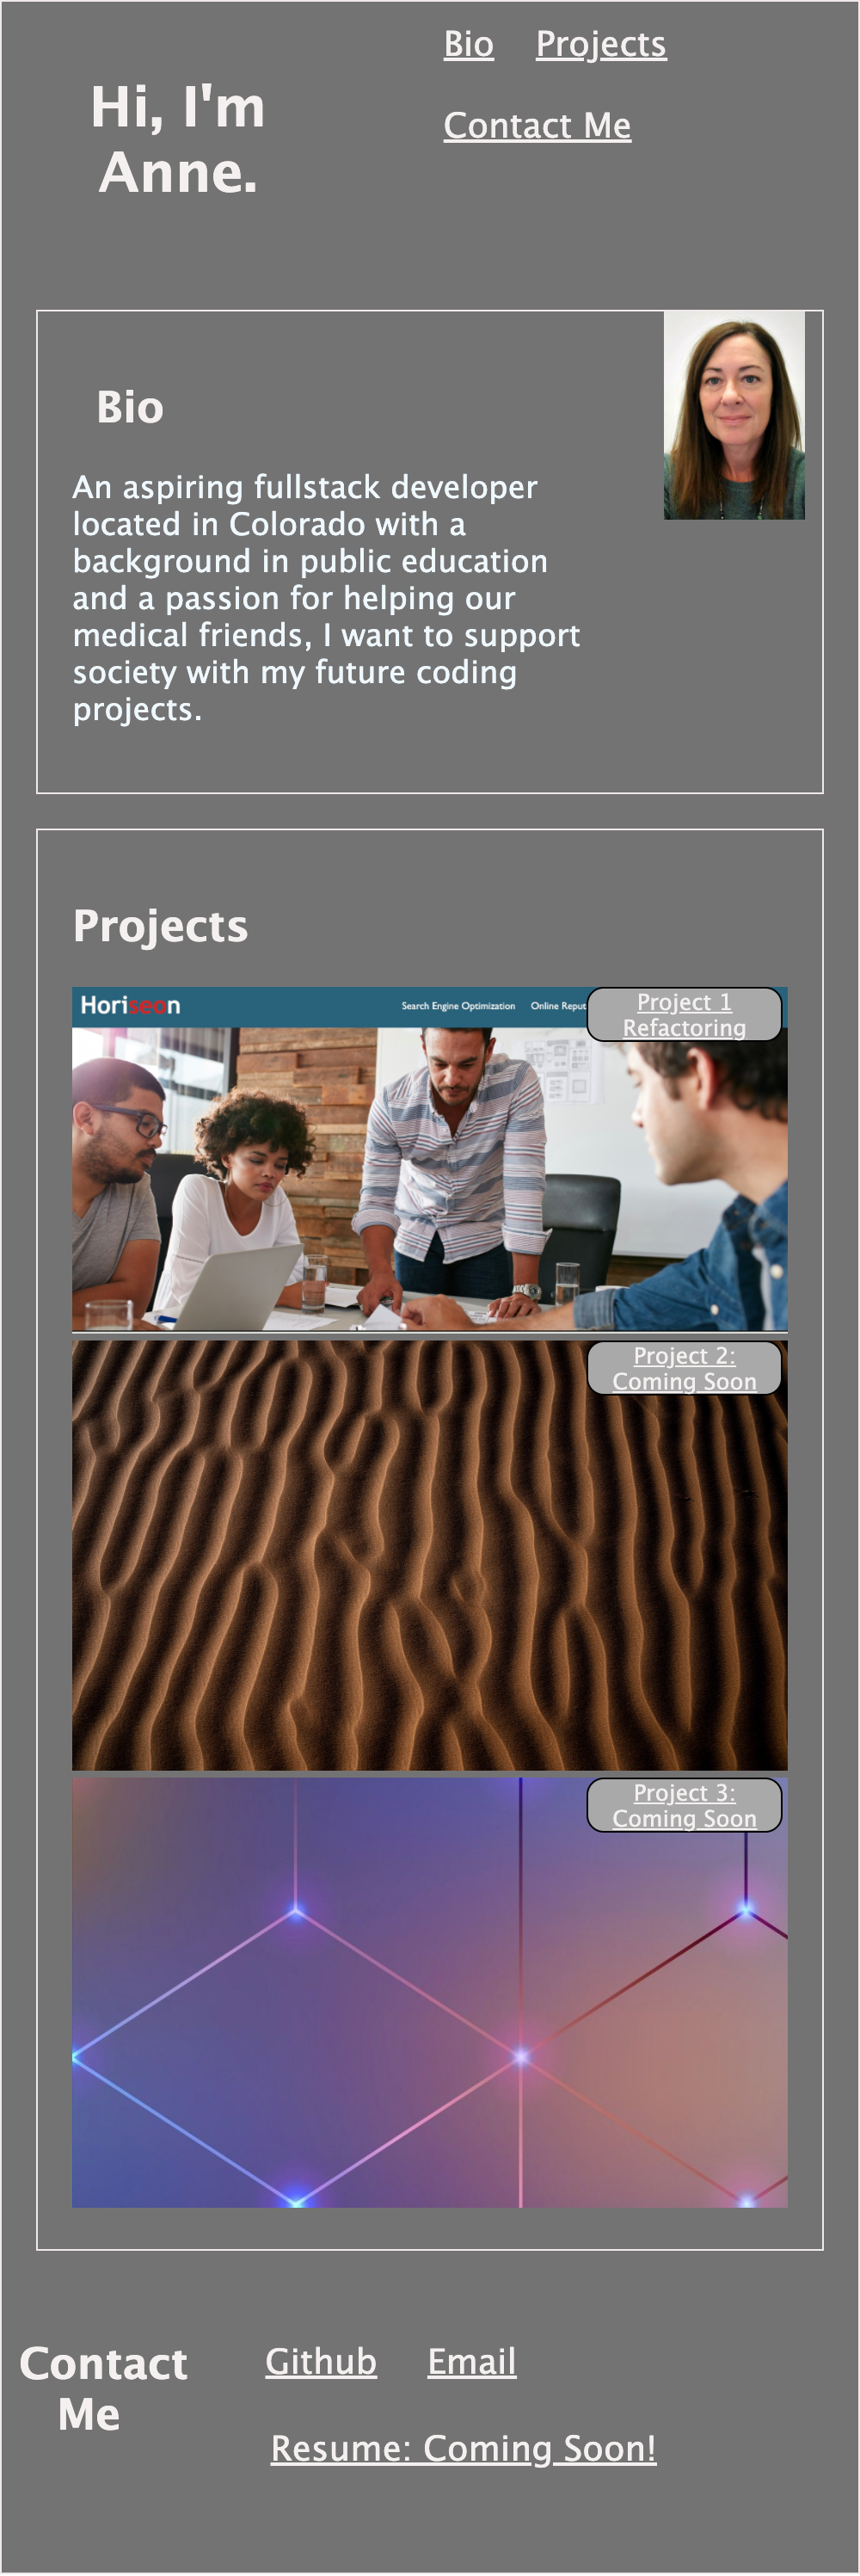 Hi, I'm
Anne.
Bio Projects
Contact Me
Bio
An aspiring fullstack developer
located in Colorado with a
background in public education
and a passion for helping our
medical friends, I want to support
society with my future coding
projects.
Projects
Horiseon Search Engine Optimization Online Reput
Project 1
Refactoring
Project 2:
Coming Soon
Project 3:
Coming Soon
Contact
Me
Github Email
Resume: Coming Soon!